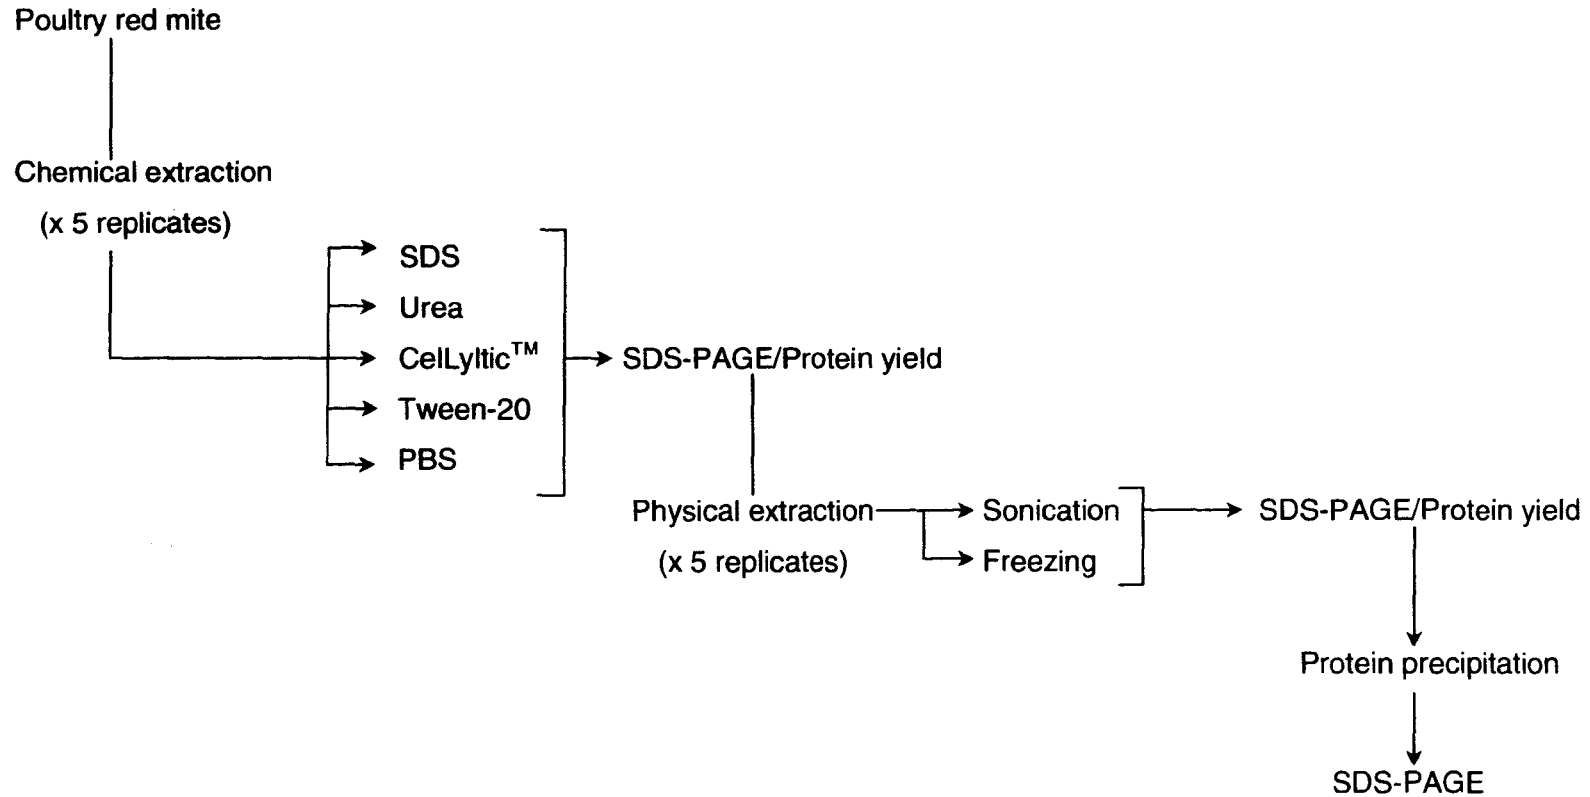 Poultry red mite
Chemical extraction
(x 5 replicates)
SDS
Urea
CelLyltic™
Tween-20
PBS
SDS-PAGE/Protein yield
Physical extraction
(x 5 replicates)
Sonication
Freezing
SDS-PAGE/Protein yield
Protein precipitation
SDS-PAGE